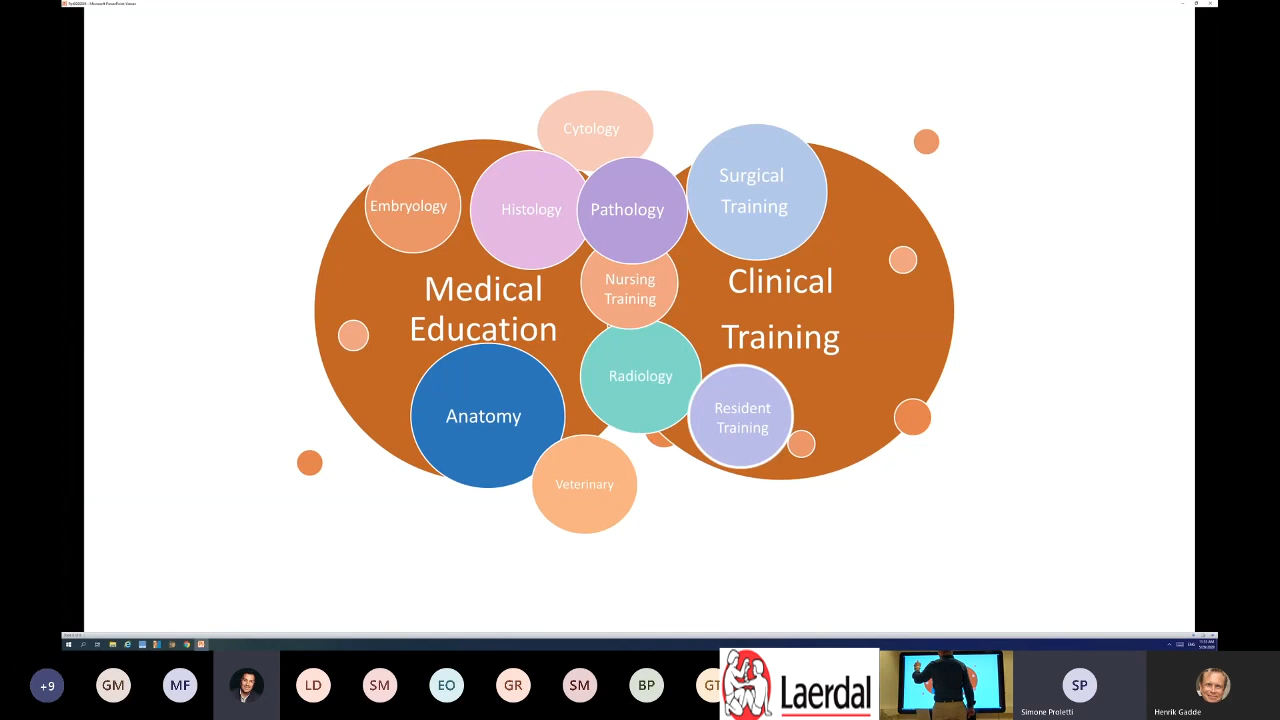 Cytology
Surgical
Training
Embryology
Histology
Pathology
Nursing
Training
Medical
Education
Clinical
Training
Radiology
Anatomy
Resident
Training
Veterinary
+9
GM
MF
LD
SM
EO
GR
SM
BP
GT
Laerdal
SP
Simone Proletti
Henrik Gadde